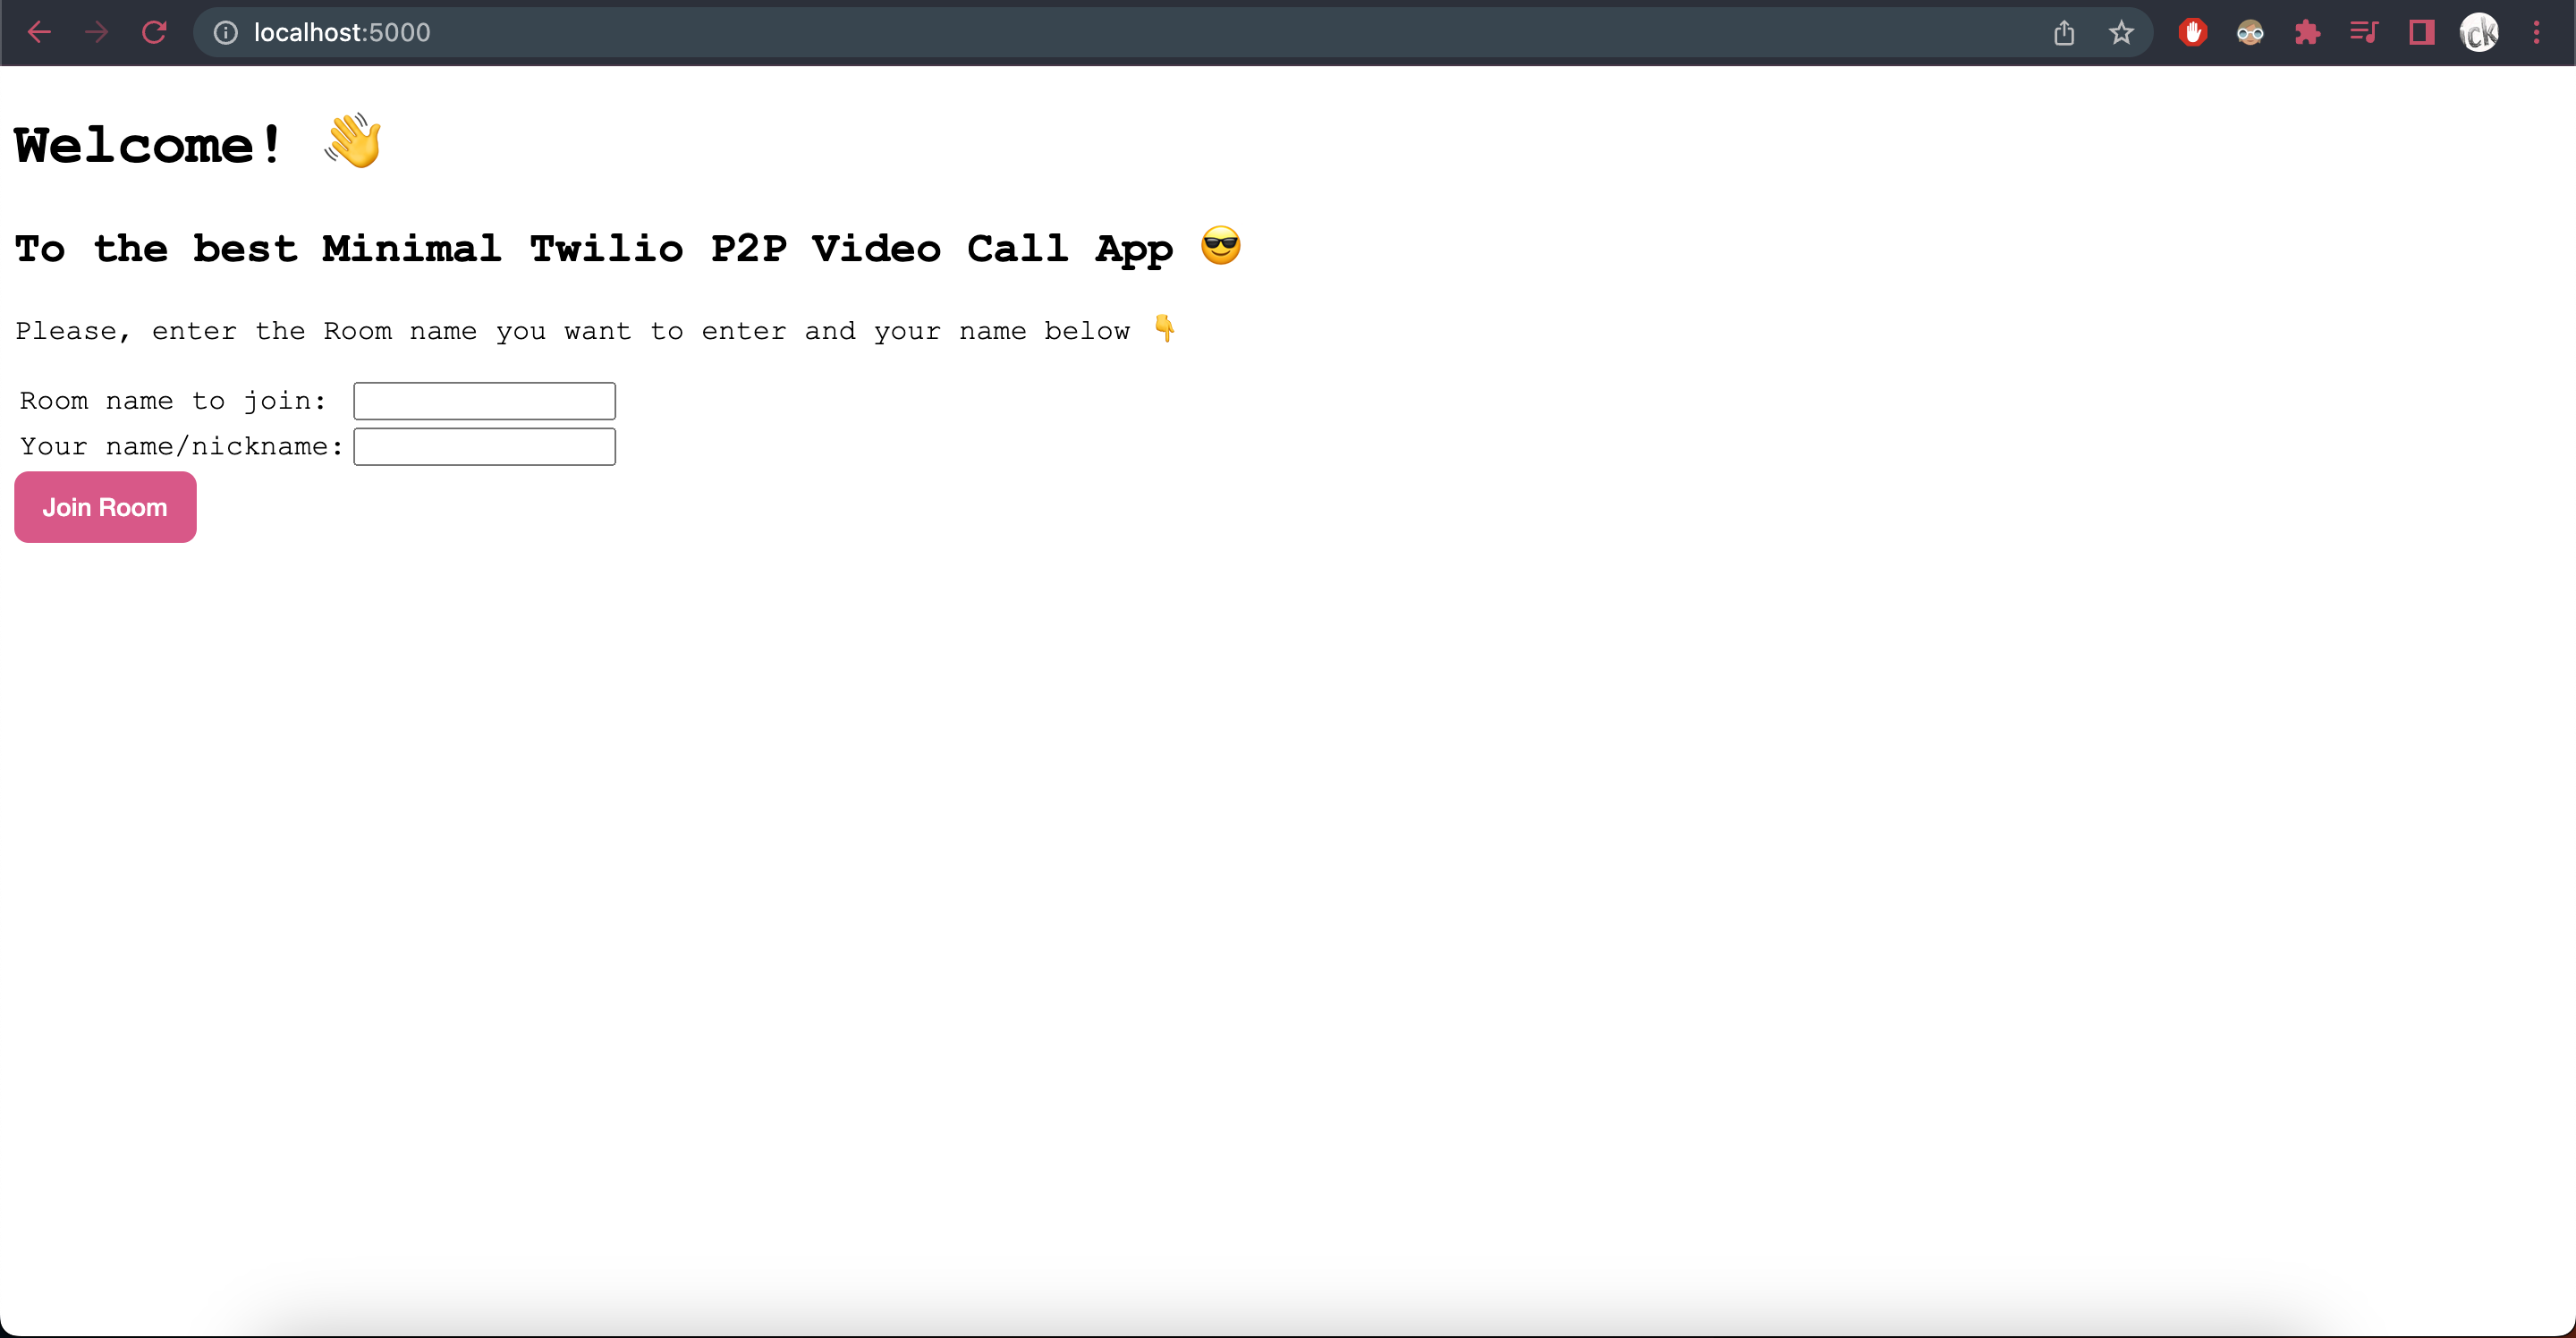 localhost:5000
ck
Welcome! 👋
To the best Minimal Twilio P2P Video Call App 😎
Please, enter the Room name you want to enter and your name below 👇
Room name to join:
Your name/nickname:
Join Room